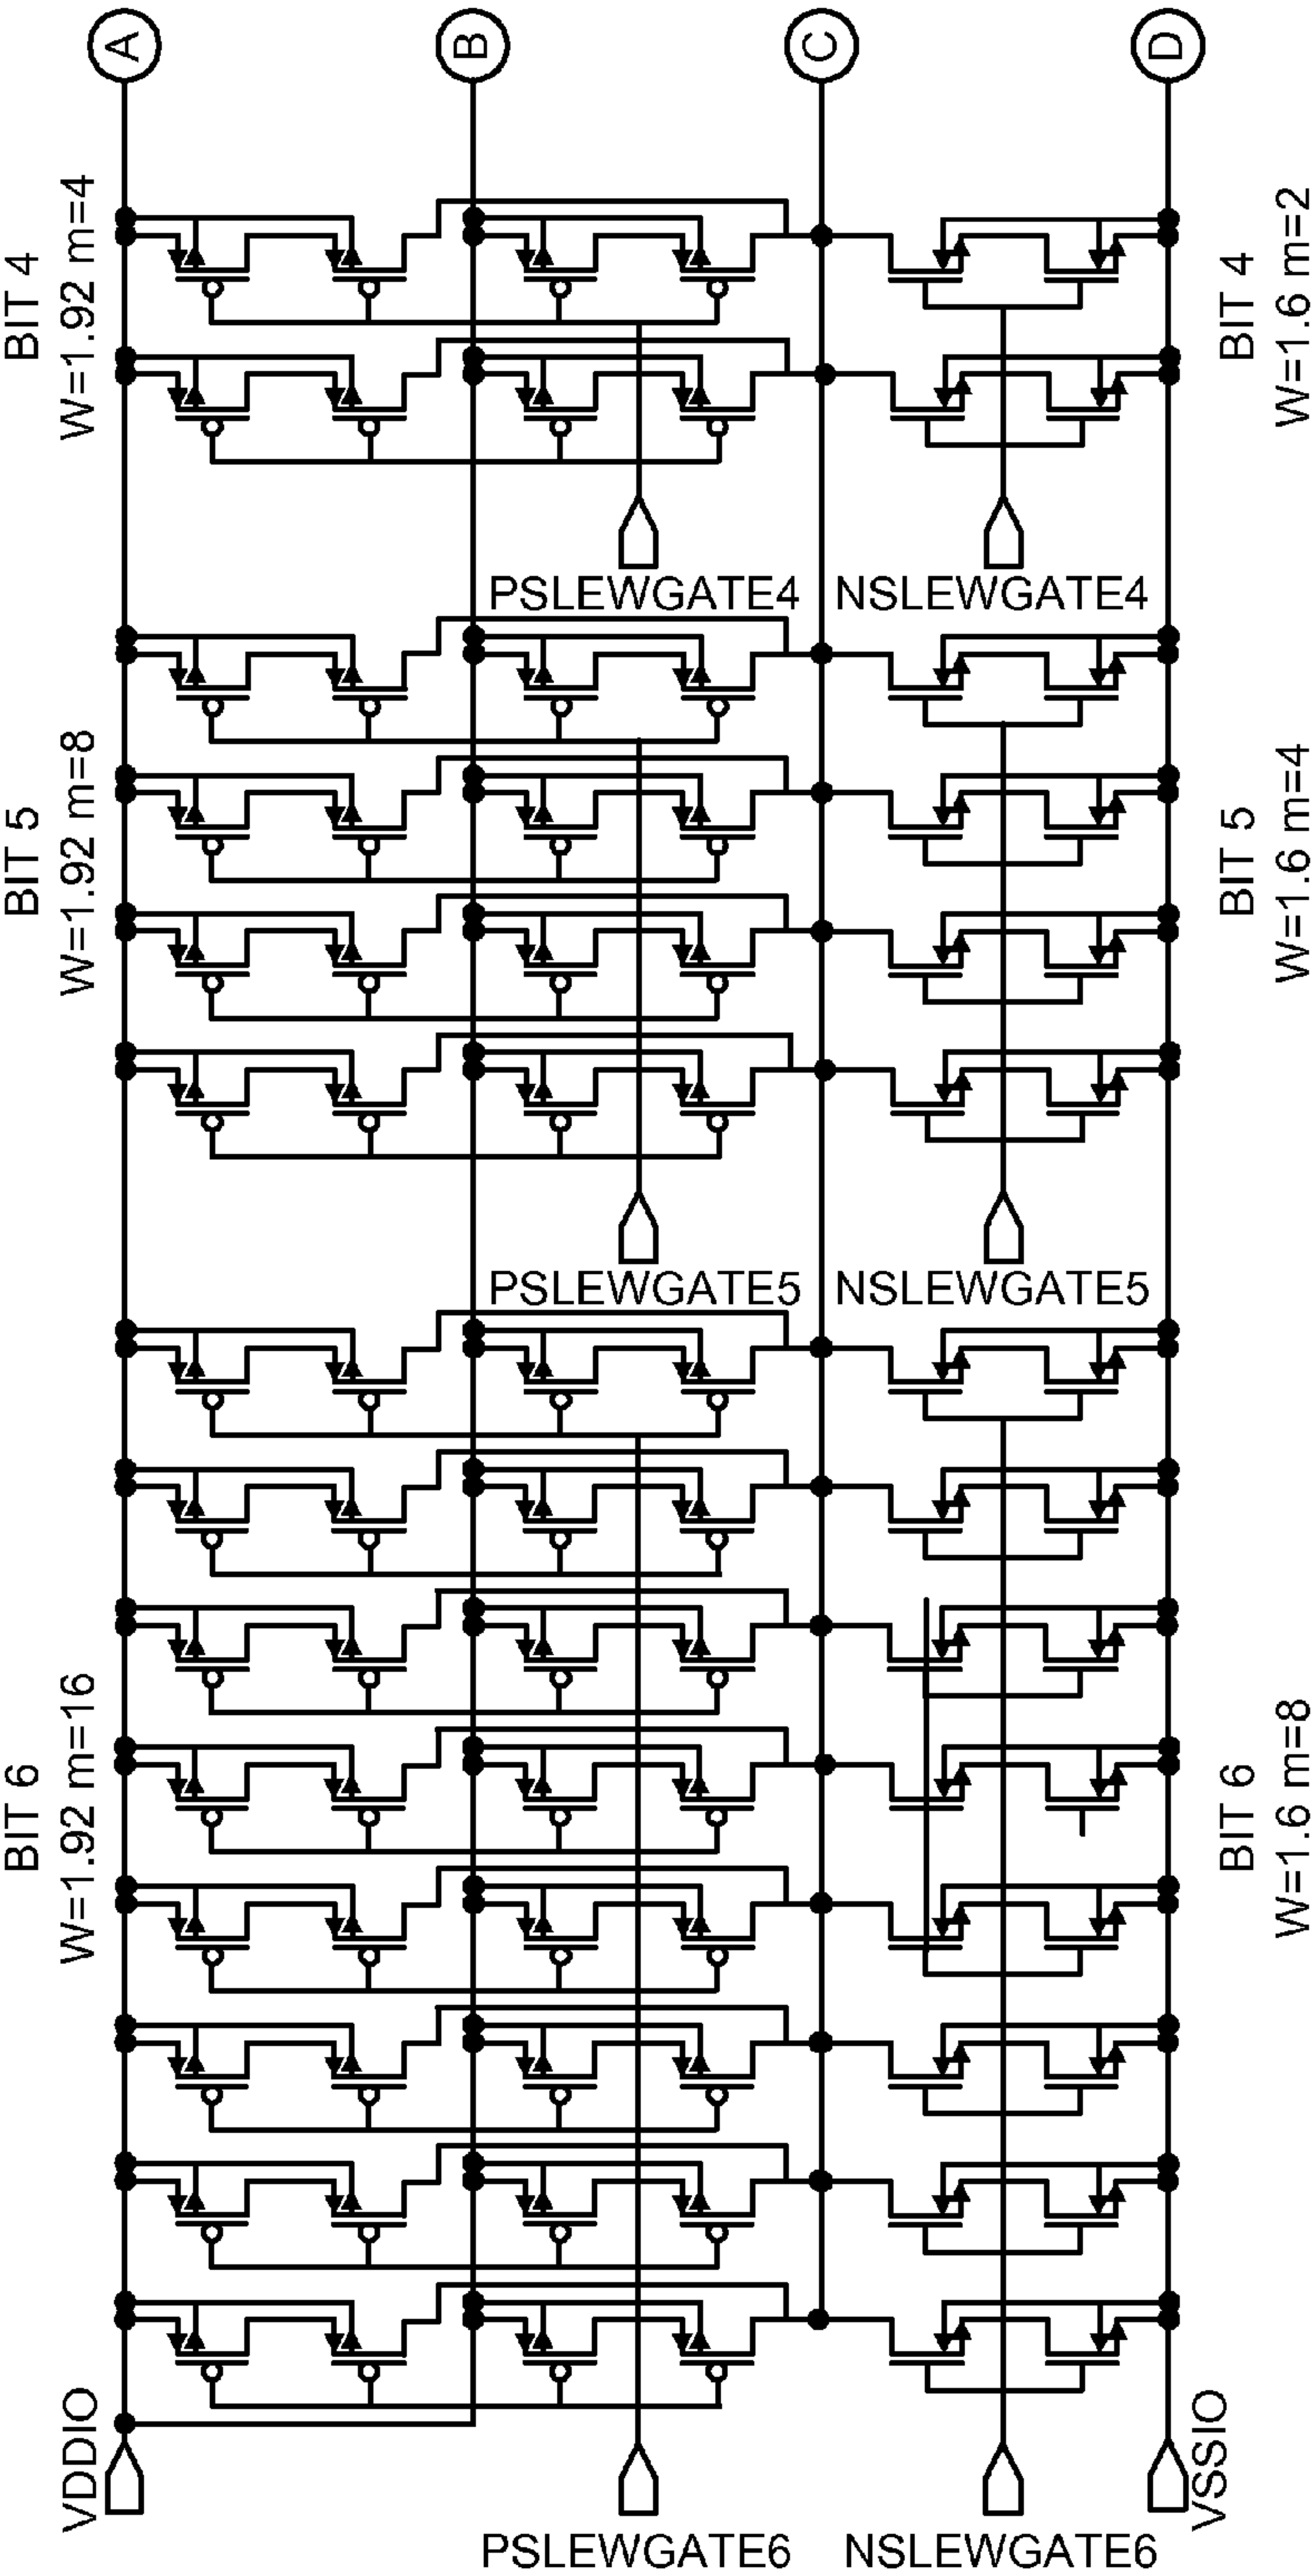 A
B
C
D
BIT 4
W=1.92 m=4
BIT 4
W=1.6 m=2
PSLEWGATE4
NSLEWGATE4
BIT 5
W=1.92 m=8
BIT 5
W=1.6 m=4
PSLEWGATE5
NSLEWGATE5
BIT 6
W=1.92 m=16
BIT 6
W=1.6 m=8
VDDIO
VSSIO
PSLEWGATE6
NSLEWGATE6